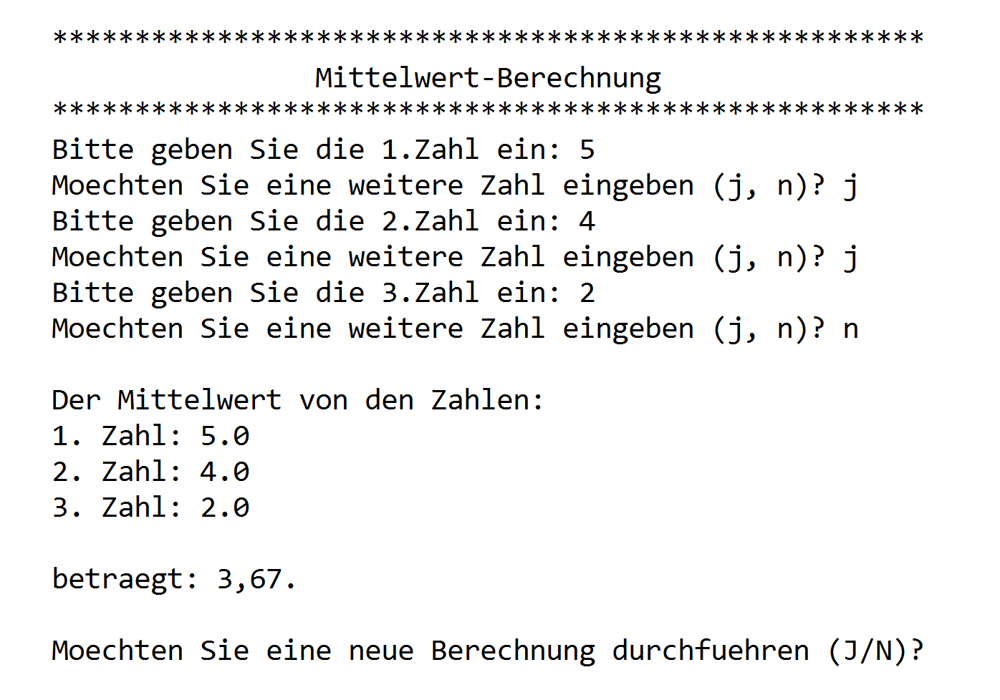 *****************************************************
Mittelwert-Berechnung
*****************************************************
Bitte geben Sie die 1.Zahl ein: 5
Moechten Sie eine weitere Zahl eingeben (j, n)? j
Bitte geben Sie die 2.Zahl ein: 4
Moechten Sie eine weitere Zahl eingeben (j, n)? j
Bitte geben Sie die 3.Zahl ein: 2
Moechten Sie eine weitere Zahl eingeben (j, n)? n
Der Mittelwert von den Zahlen:
1. Zahl: 5.0
2. Zahl: 4.0
3. Zahl: 2.0
betraegt: 3,67.
Moechten Sie eine neue Berechnung durchfuehren (J/N)?